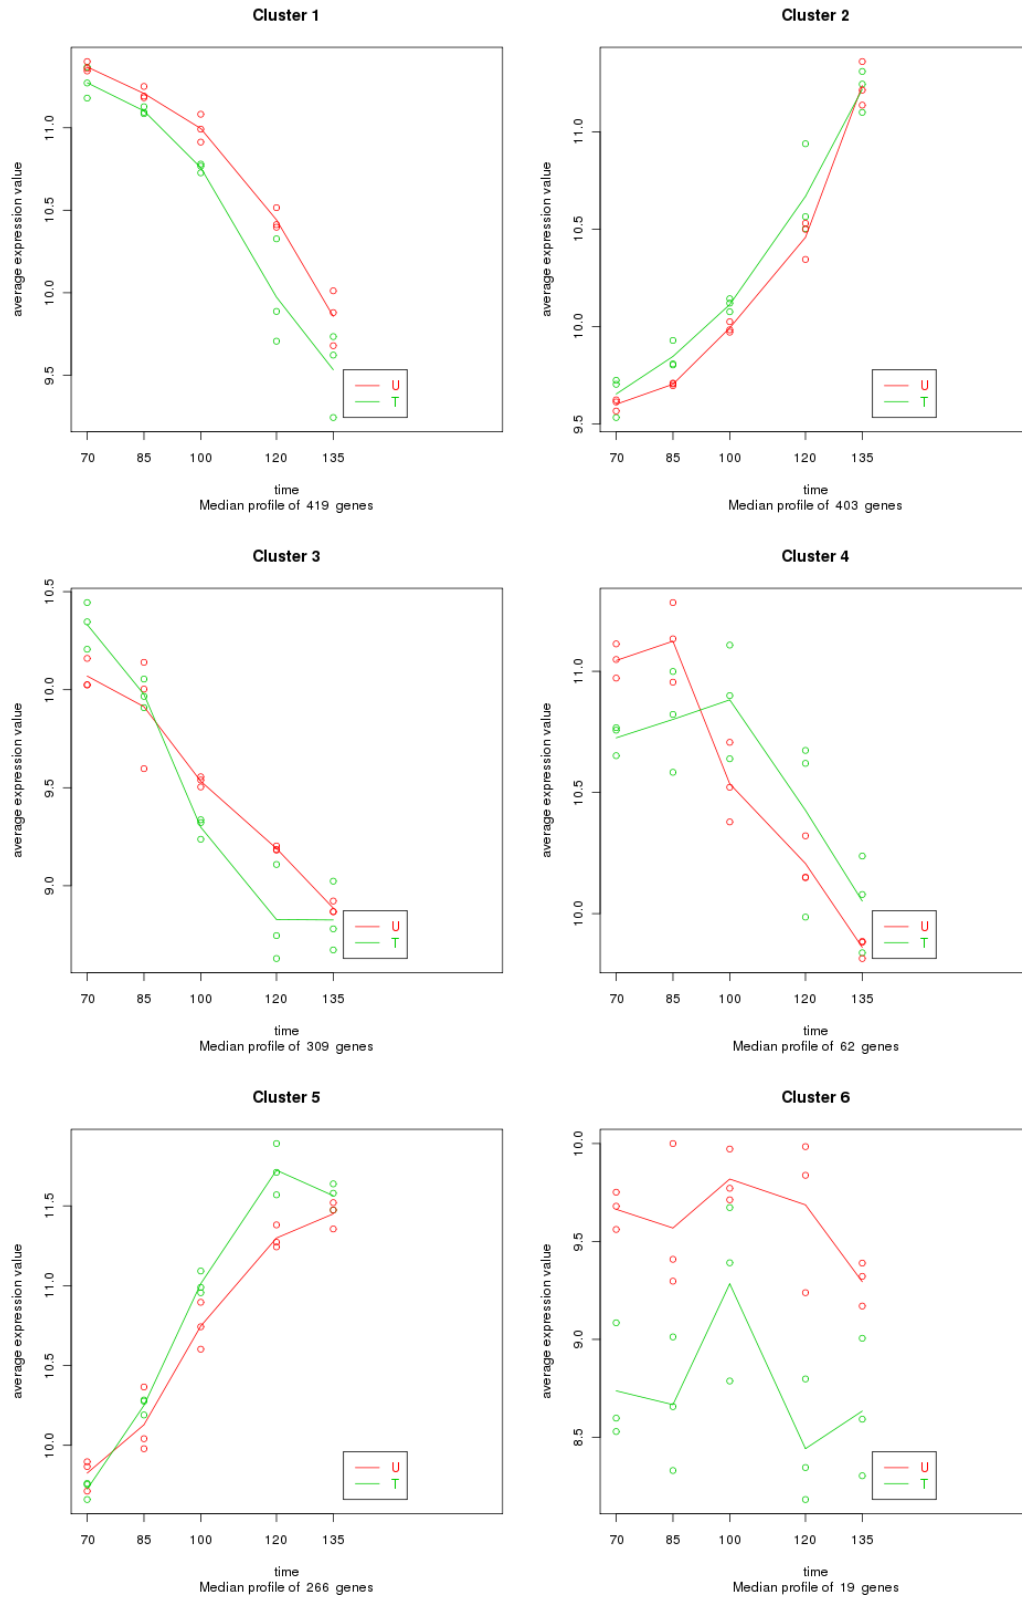 Cluster 1
average expression value
11.0
10.5
10.0
9.5
70 85 100 120 135
U
T
time
Median profile of 419 genes
Cluster 2
average expression value
11.0
10.5
10.0
9.5
70 85 100 120 135
U
T
time
Median profile of 403 genes
Cluster 3
average expression value
10.5
10.0
9.5
9.0
70 85 100 120 135
U
T
time
Median profile of 309 genes
Cluster 4
average expression value
11.0
10.5
10.0
70 85 100 120 135
U
T
time
Median profile of 62 genes
Cluster 5
average expression value
11.5
11.0
10.5
10.0
70 85 100 120 135
U
T
time
Median profile of 266 genes
Cluster 6
average expression value
10.0
9.5
9.0
8.5
70 85 100 120 135
U
T
time
Median profile of 19 genes